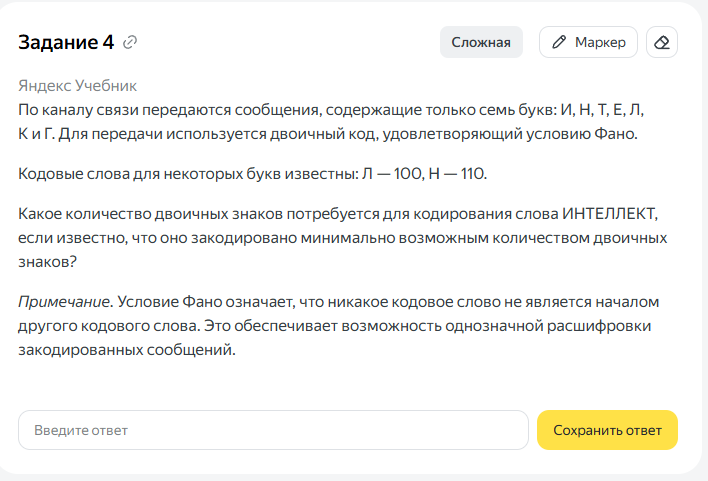 Задание 4
Сложная
Маркер
Яндекс Учебник
По каналу связи передаются сообщения, содержащие только семь букв: И, Н, Т, Е, Л,
К и Г. Для передачи используется двоичный код, удовлетворяющий условию Фано.
Кодовые слова для некоторых букв известны: Л — 100, Н — 110.
Какое количество двоичных знаков потребуется для кодирования слова ИНТЕЛЛЕКТ,
если известно, что оно закодировано минимально возможным количеством двоичных
знаков?
Примечание. Условие Фано означает, что никакое кодовое слово не является началом
другого кодового слова. Это обеспечивает возможность однозначной расшифровки
закодированных сообщений.
Введите ответ
Сохранить ответ